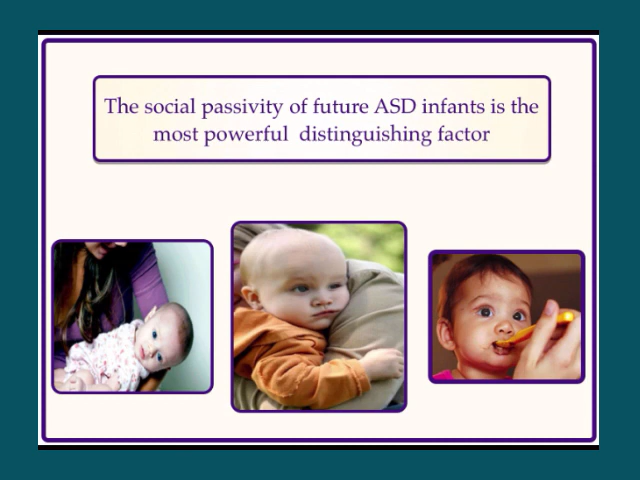 The social passivity of future ASD infants is the
most powerful  distinguishing factor